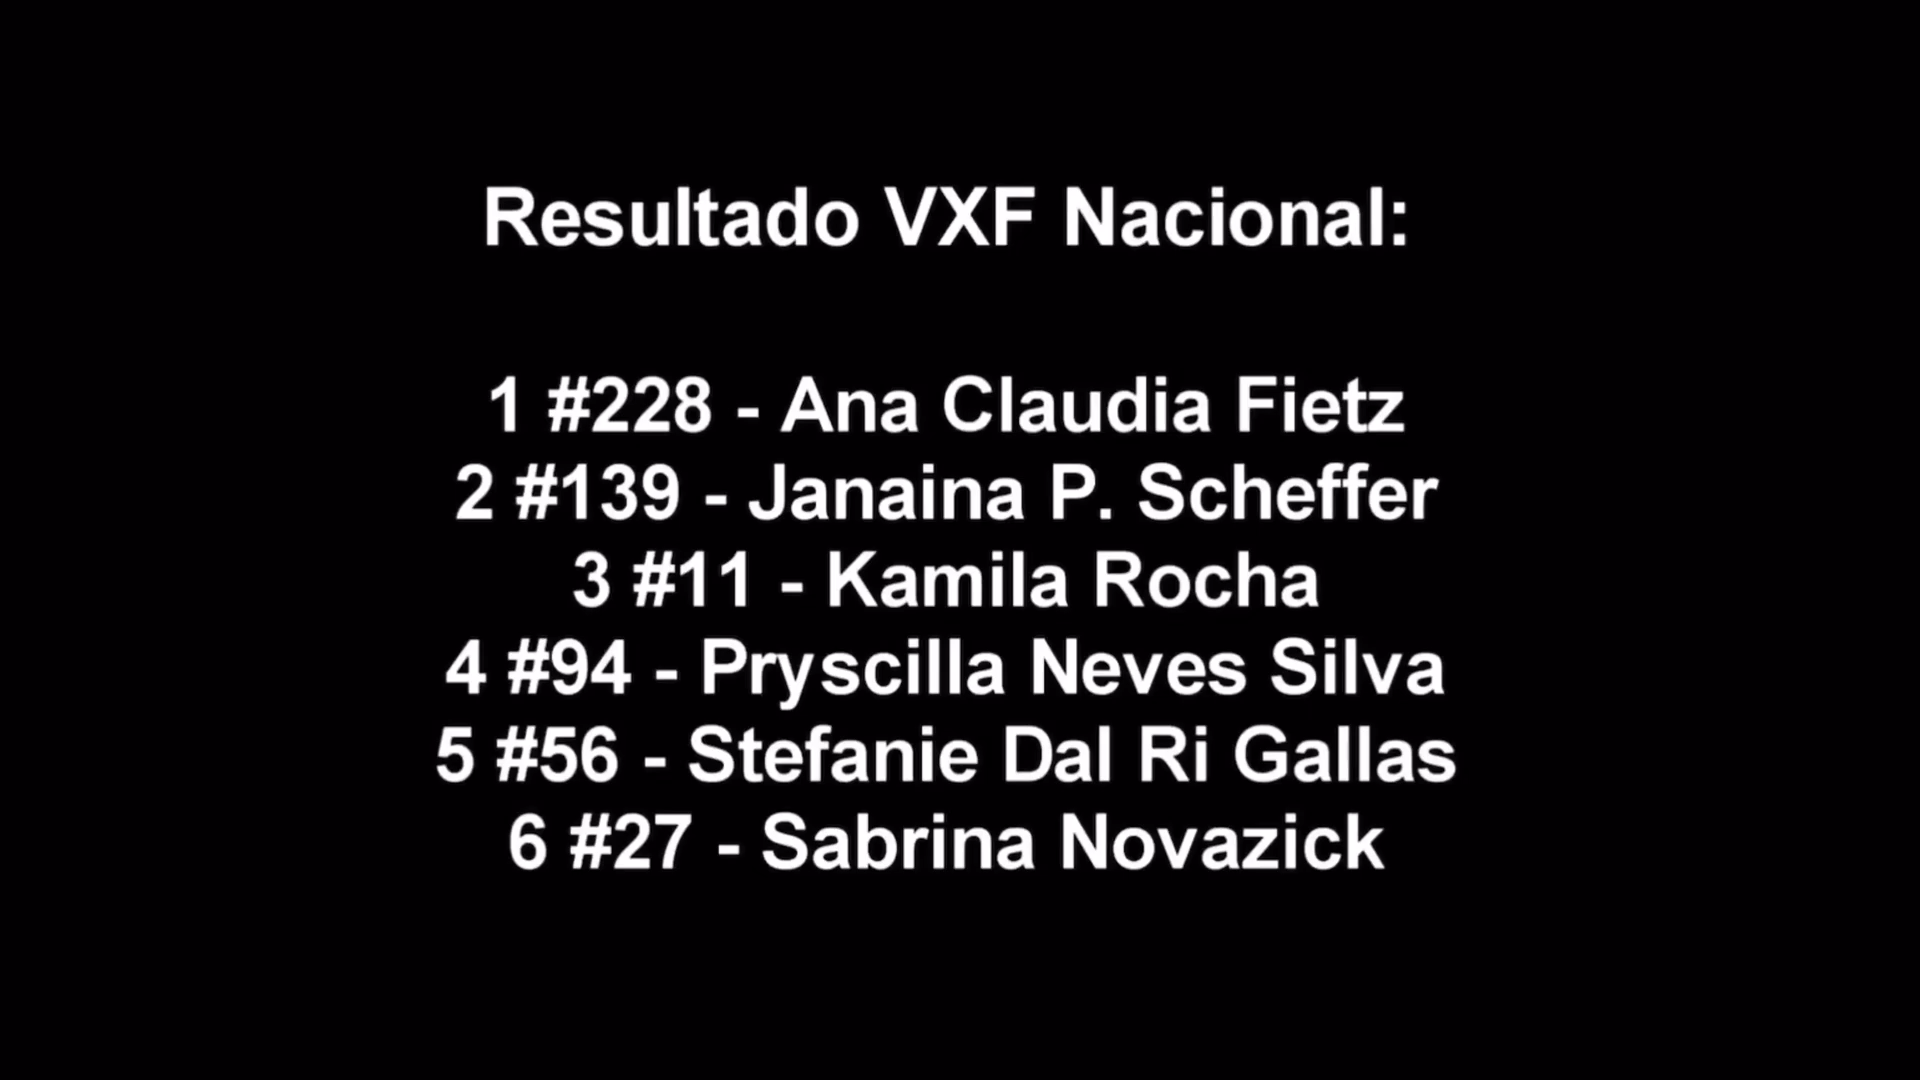 Resultado VXF Nacional:
1 #228 - Ana Claudia Fietz
2 #139 - Janaina P. Scheffer
3 #11 - Kamila Rocha
4 #94 - Pryscilla Neves Silva
5 #56 - Stefanie Dal Ri Gallas
6 #27 - Sabrina Novazick